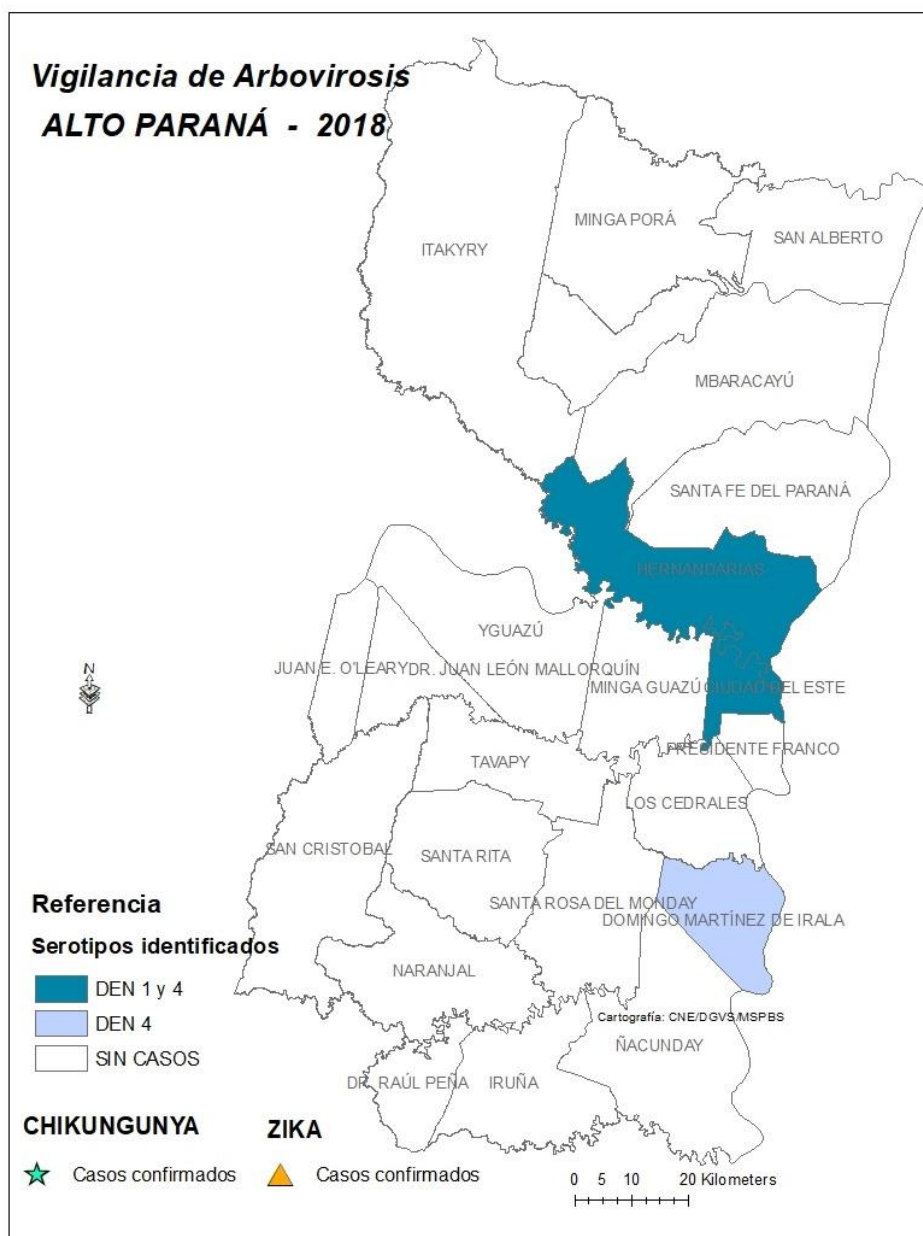 Vigilancia de Arbovirosis
ALTO PARANÁ - 2018
MINGA PORÁ
SAN ALBERTO
ITAKYRY
MBARACAYÚ
SANTA FE DEL PARANÁ
HERNANDARIAS
YGUAZÚ
JUAN E. O'LEARY
DR. JUAN LEÓN MALLORQUÍN
MINGA GUAZÚ
CIUDAD DEL ESTE
N
PRESIDENTE FRANCO
TAVAPY
LOS CEDRALES
SAN CRISTOBAL
SANTA RITA
SANTA ROSA DEL MONDAY
DOMINGO MARTÍNEZ DE IRALA
NARANJAL
Cartografía: CNE/DGVS/MSPBS
ÑACUNDAY
DR. RAÚL PEÑA
IRUÑA
Referencia
Serotipos identificados
DEN 1 y 4
DEN 4
SIN CASOS
CHIKUNGUNYA
ZIKA
Casos confirmados
Casos confirmados
0 5 10 20 Kilometers